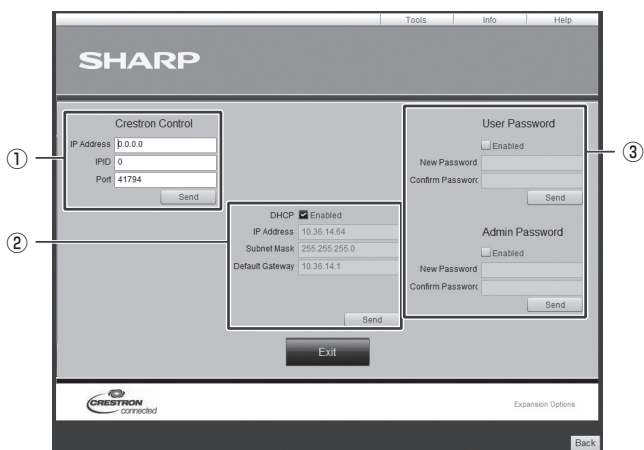 Tools Info Help
SHARP
①
Crestron Control
IP Address 0.0.0.0
IPID 0
Port 41794
Send
②
DHCP Enabled
IP Address 10.36.14.64
Subnet Mask 255.255.255.0
Default Gateway 10.36.14.1
Send
③
User Password
Enabled
New Password
Confirm Passworc
Send
Admin Password
Enabled
New Password
Confirm Passworc
Send
Exit
CRESTRON
connected
Expansion Options
Back